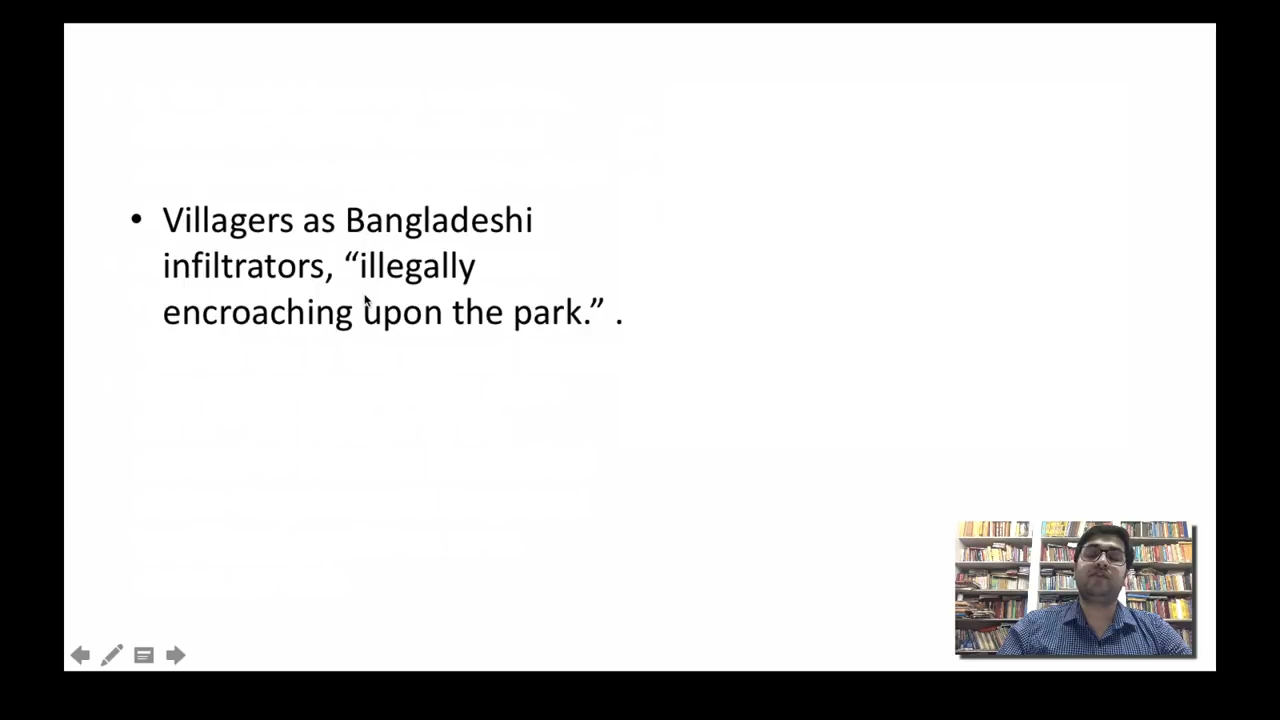 • Villagers as Bangladeshi
infiltrators, “illegally
encroaching upon the park.” .